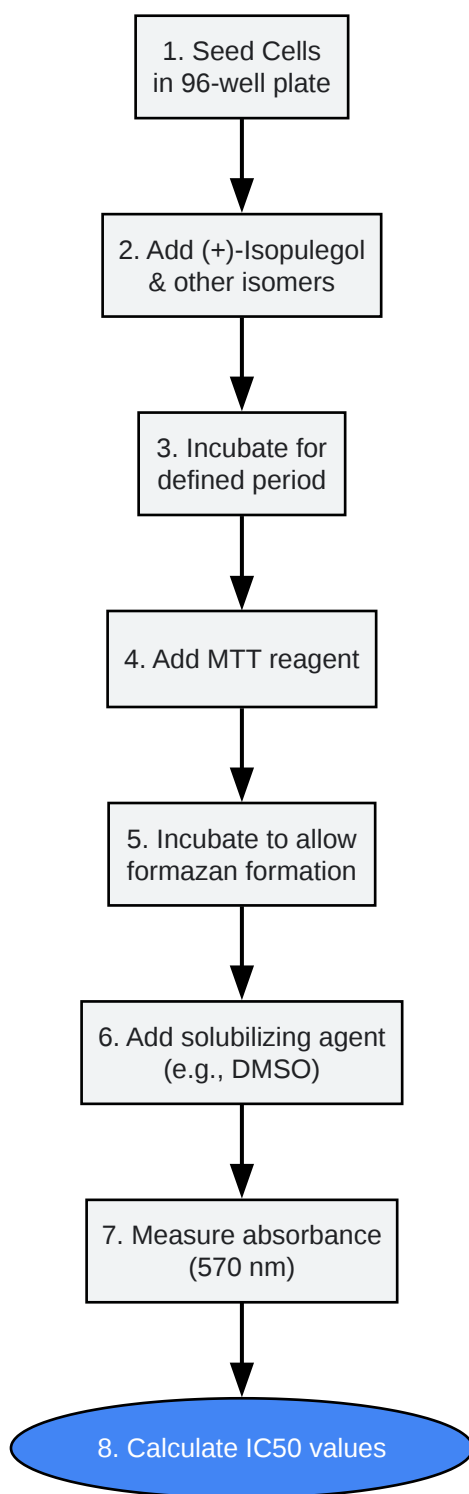 1. Seed Cells
in 96-well plate
2. Add (+)-Isopulegol
& other isomers
3. Incubate for
defined period
4. Add MTT reagent
5. Incubate to allow
formazan formation
6. Add solubilizing agent
(e.g., DMSO)
7. Measure absorbance
(570 nm)
8. Calculate IC50 values